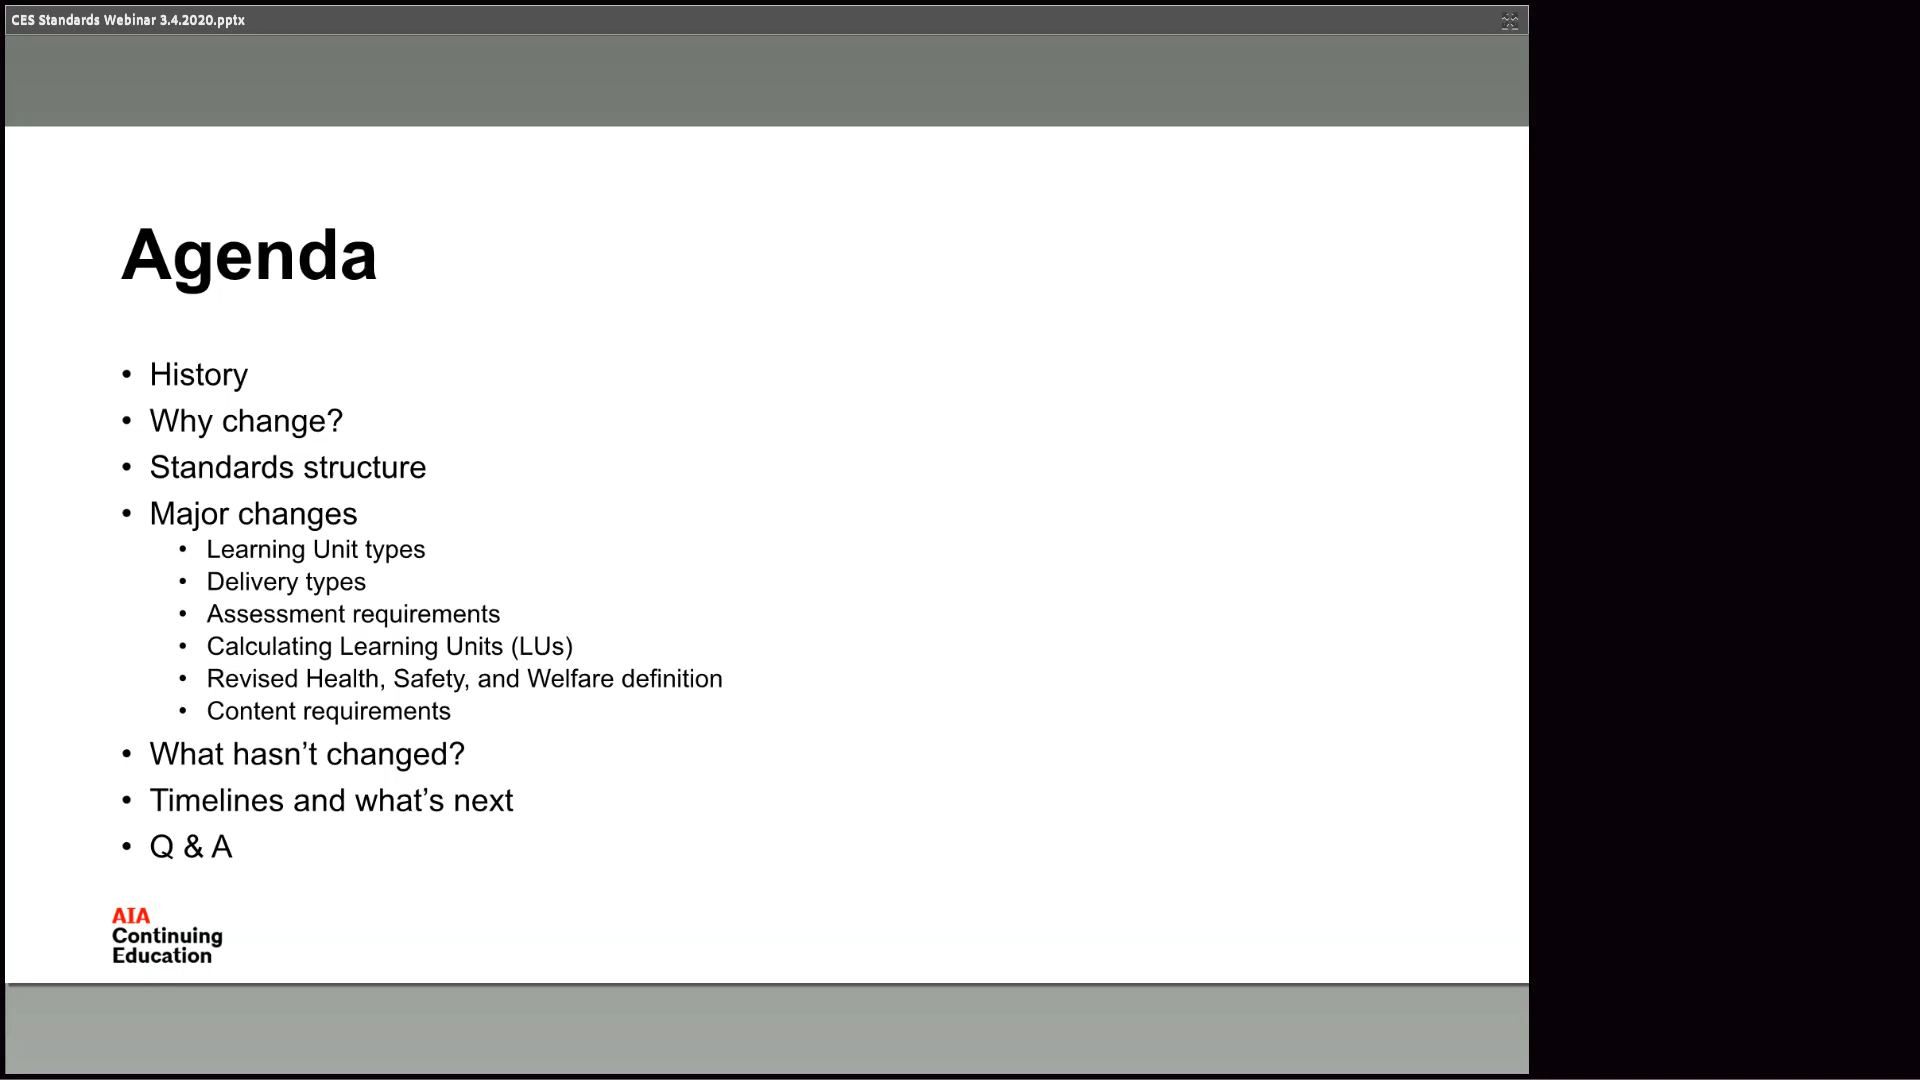 CES Standards Webinar 3.4.2020.pptx
Agenda
• History
• Why change?
• Standards structure
• Major changes
• Learning Unit types
• Delivery types
• Assessment requirements
• Calculating Learning Units (LUs)
• Revised Health, Safety, and Welfare definition
• Content requirements
• What hasn’t changed?
• Timelines and what’s next
• Q & A
AIA
Continuing
Education